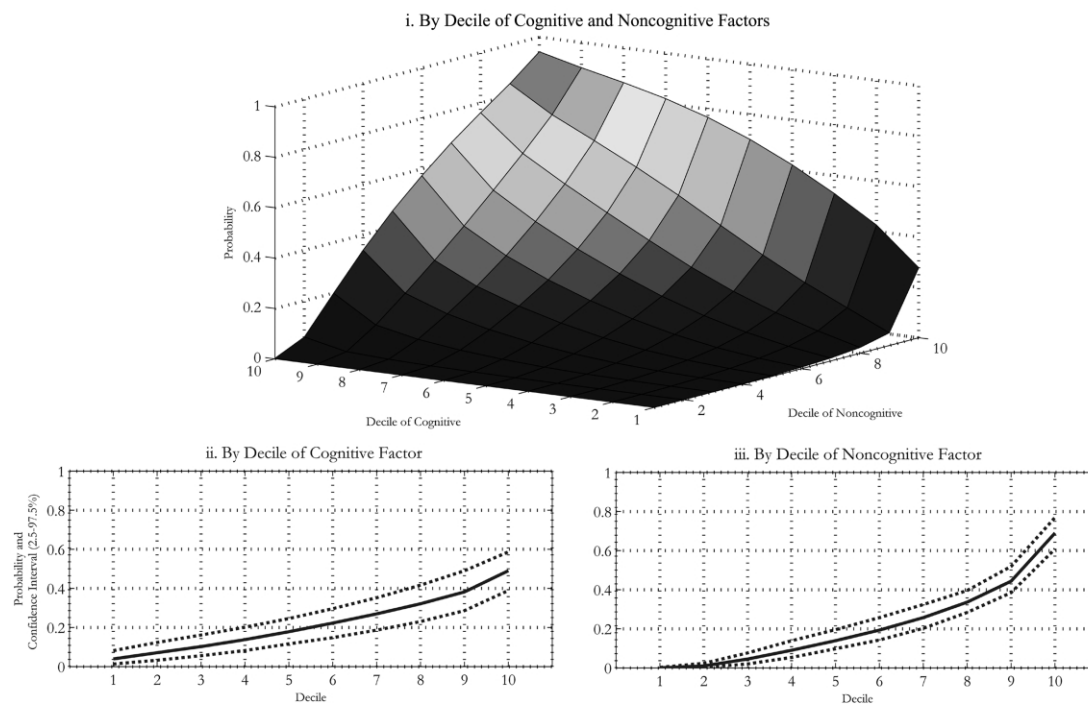 i. By Decile of Cognitive and Noncognitive Factors
1
0.8
0.6
0.4
0.2
0
Probability
10
9
8
7
6
5
4
3
2
1
Decile of Cognitive
2
4
6
8
10
Decile of Noncognitive
ii. By Decile of Cognitive Factor
1
0.8
0.6
0.4
0.2
0
Probability and
Confidence Interval (2.5-97.5%)
1 2 3 4 5 6 7 8 9 10
Decile
iii. By Decile of Noncognitive Factor
1
0.8
0.6
0.4
0.2
0
1 2 3 4 5 6 7 8 9 10
Decile